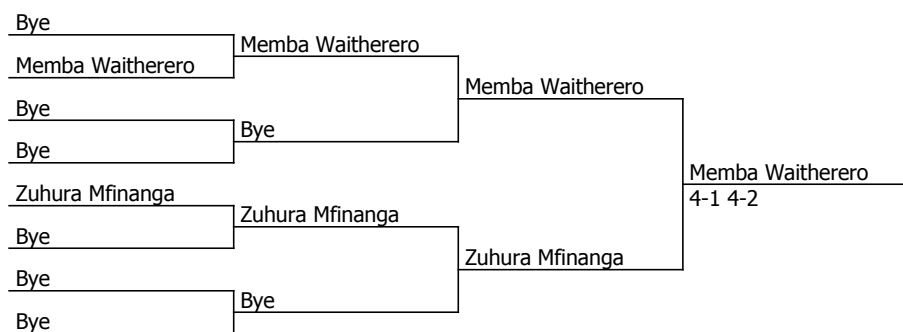 Bye
Memba Waitherero
Memba Waitherero
Memba Waitherero
Bye
Bye
Bye
Memba Waitherero
4-1 4-2
Zuhura Mfinanga
Zuhura Mfinanga
Bye
Zuhura Mfinanga
Bye
Bye
Bye